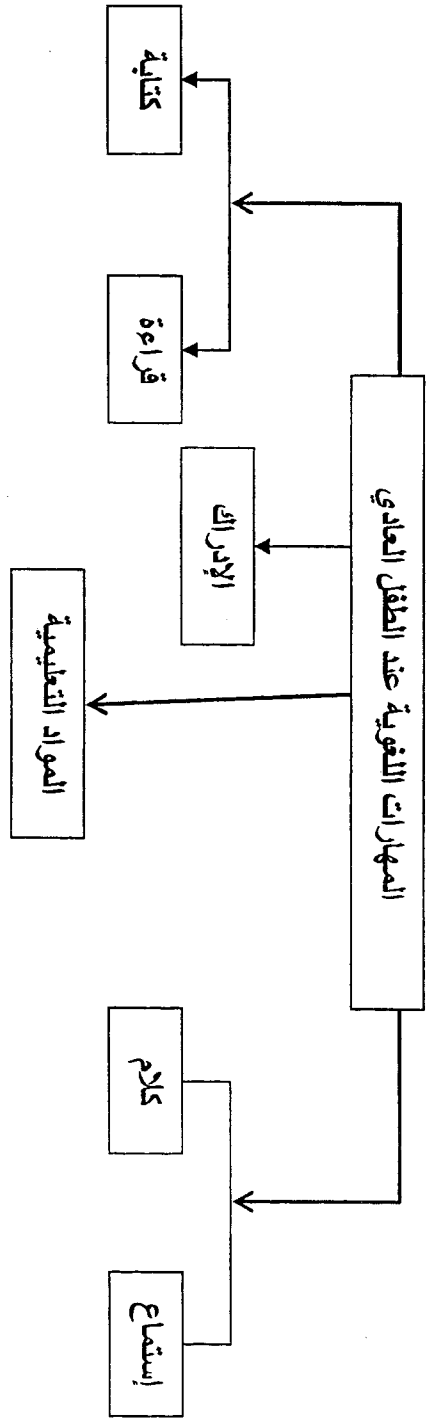 المهارات اللغوية عند الطفل العادي
الإدراك
إستماع
كلام
قراءة
كتابة
المواد التعليمية